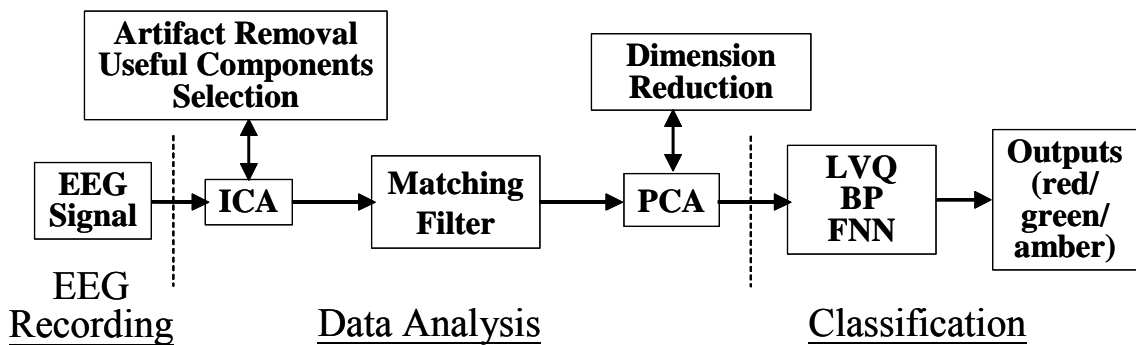 Artifact Removal
Useful Components
Selection
Dimension
Reduction
EEG
Signal
ICA
Matching
Filter
PCA
LVQ
BP
FNN
Outputs
(red/
green/
amber)
EEG
Recording
Data Analysis
Classification